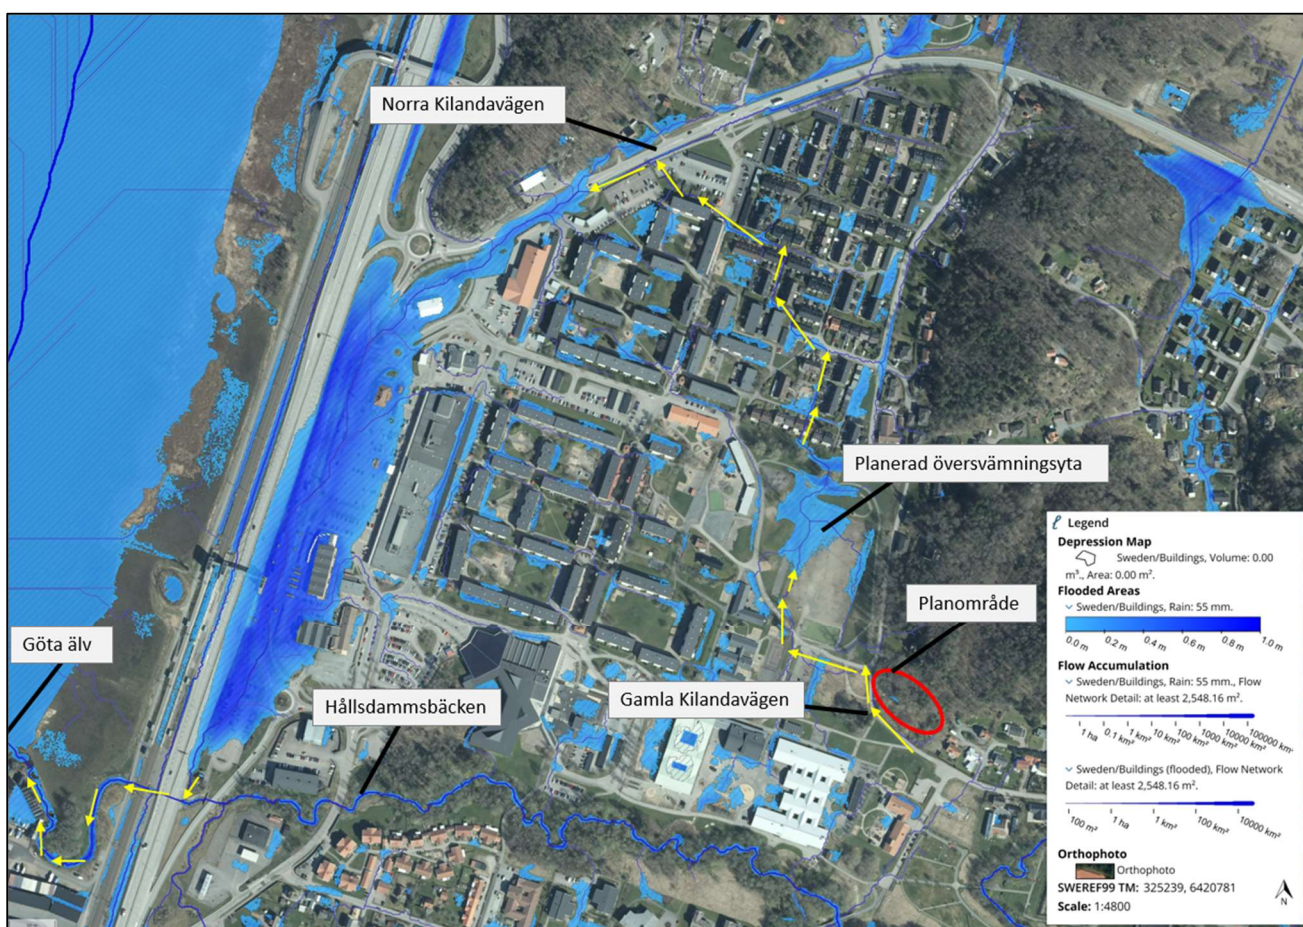 Norra Kilandavägen
Planerad översvämningsyta
Planområde
Göta älv
Gamla Kilandavägen
Hållsdammsbäcken
Legend
Depression Map
Sweden/Buildings, Volume: 0.00
m³., Area: 0.00 m².
Flooded Areas
Sweden/Buildings, Rain: 55 mm.
0.0 m 0.2 m 0.4 m 0.6 m 0.8 m 1.0 m
Flow Accumulation
Sweden/Buildings, Rain: 55 mm., Flow
Network Detail: at least 2,548.16 m².
1 ha 0.1 km² 1 km² 10 km² 100 km² 1000 km² 10000 km² 100000 km²
Sweden/Buildings (flooded), Flow Network
Detail: at least 2,548.16 m².
100 m² 1 ha 1 km² 100 km² 10000 km²
Orthophoto
Orthophoto
SWEREF99 TM: 325239, 6420781
Scale: 1:4800
N